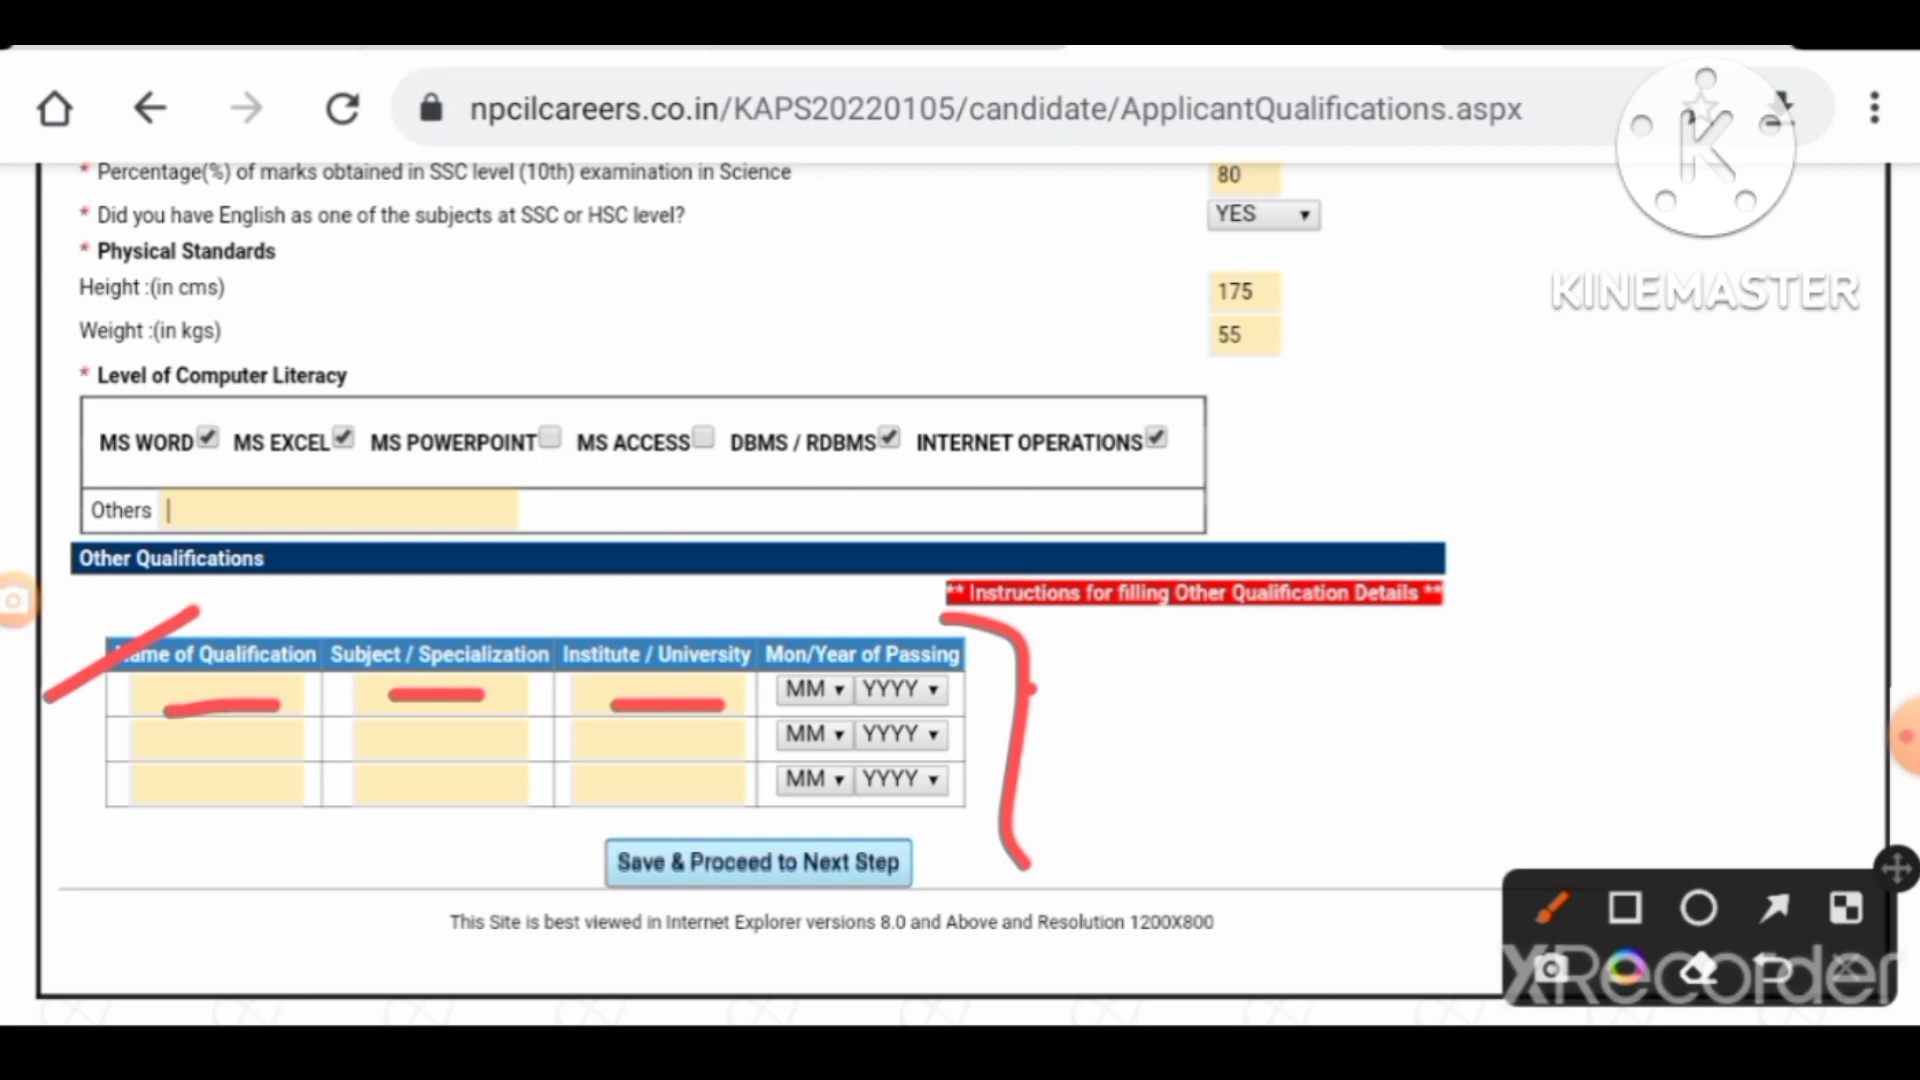 npcilcareers.co.in/KAPS20220105/candidate/ApplicantQualifications.aspx
K
KINEMASTER
* Percentage(%) of marks obtained in SSC level (10th) examination in Science 80
* Did you have English as one of the subjects at SSC or HSC level? YES
* Physical Standards
Height :(in cms) 175
Weight :(in kgs) 55
* Level of Computer Literacy
MS WORD MS EXCEL MS POWERPOINT MS ACCESS DBMS / RDBMS INTERNET OPERATIONS
Others
Other Qualifications
** Instructions for filling Other Qualification Details **
Name of Qualification Subject / Specialization Institute / University Mon/Year of Passing
MM YYYY
MM YYYY
MM YYYY
Save & Proceed to Next Step
This Site is best viewed in Internet Explorer versions 8.0 and Above and Resolution 1200X800
XRecorder